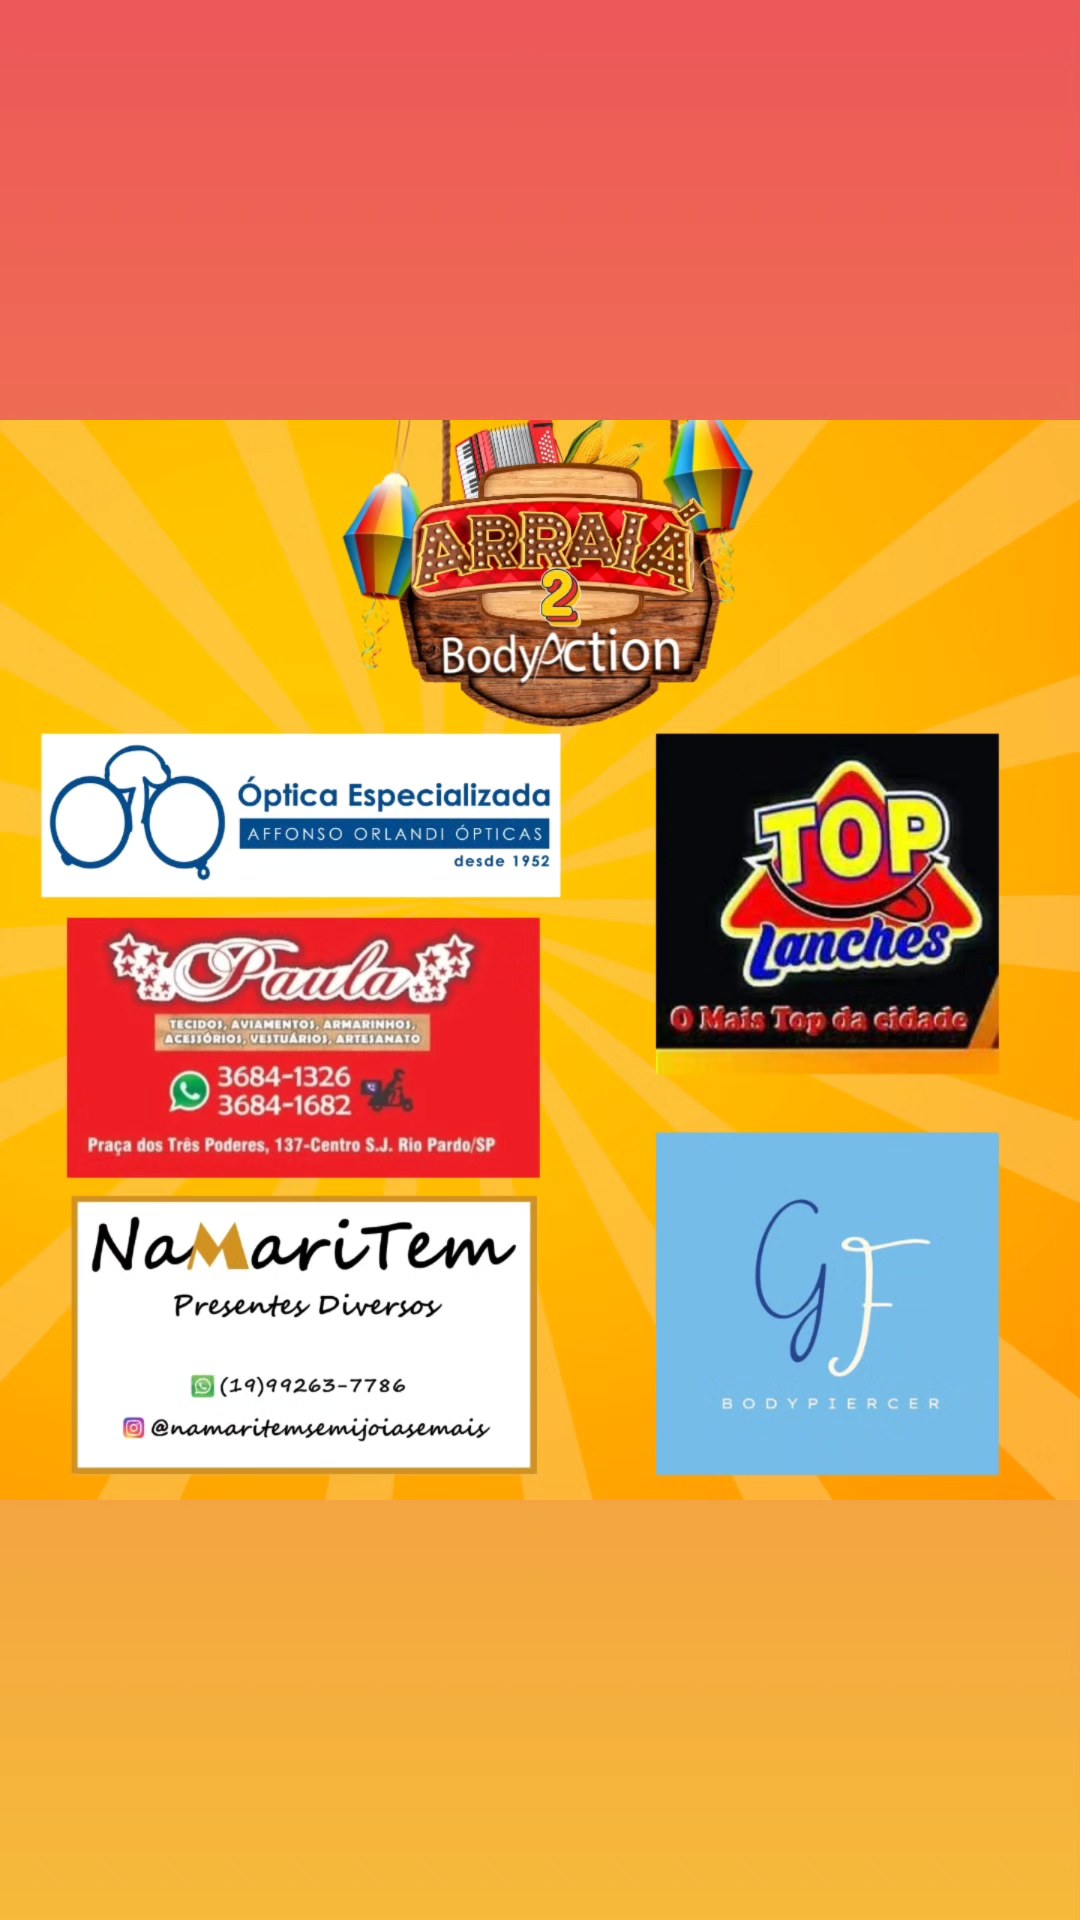 ARRAIÁ
2
BodyAction
Óptica Especializada
AFFONSO ORLANDI ÓPTICAS
desde 1952
Paula
TECIDOS, AVIAMENTOS, ARMARINHOS,
ACESSÓRIOS, VESTUÁRIOS, ARTESANATO
3684-1326
3684-1682
Praça dos Três Poderes, 137-Centro S.J. Rio Pardo/SP
NaMariTem
Presentes Diversos
(19)99263-7786
@namaritemsemijoiasemais
TOP
Lanches
O Mais Top da cidade
GF
BODYPIERCER